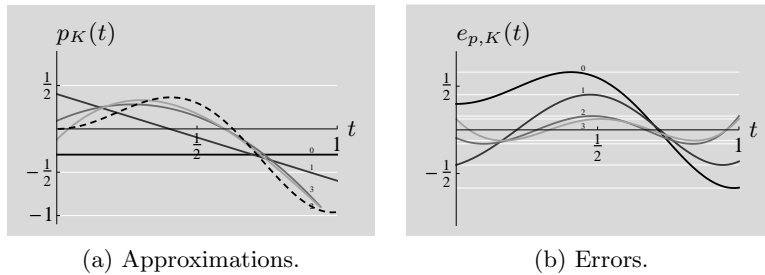 p_K(t)
1/2
0
1
3
t
1/2
1
−1/2
−1
(a) Approximations.
e_{p,K}(t)
1/2
0
1
2
3
t
1/2
1
−1/2
(b) Errors.